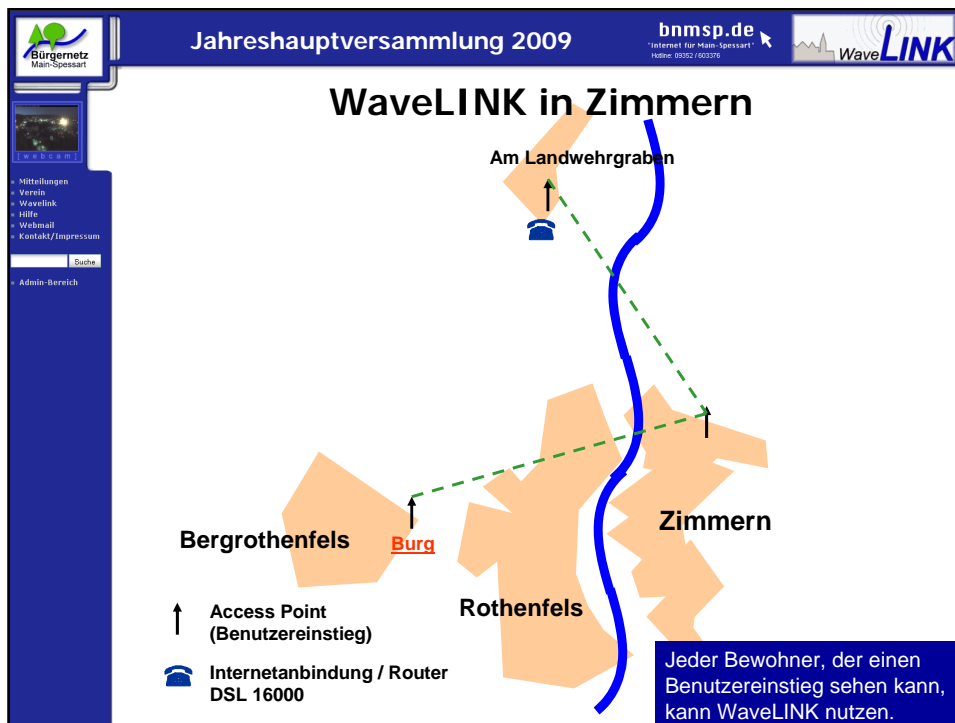 Bürgernetz
Main-Spessart
Jahreshauptversammlung 2009
bnmsp.de
"Internet für Main-Spessart"
Hotline: 09352 / 603376
WaveLINK
[webcam]
» Mitteilungen
» Verein
» Wavelink
» Hilfe
» Webmail
» Kontakt/Impressum
Suche
» Admin-Bereich
WaveLINK in Zimmern
Am Landwehrgraben
Zimmern
Bergrothenfels
Burg
Rothenfels
Access Point
(Benutzereinstieg)
Internetanbindung / Router
DSL 16000
Jeder Bewohner, der einen
Benutzereinstieg sehen kann,
kann WaveLINK nutzen.